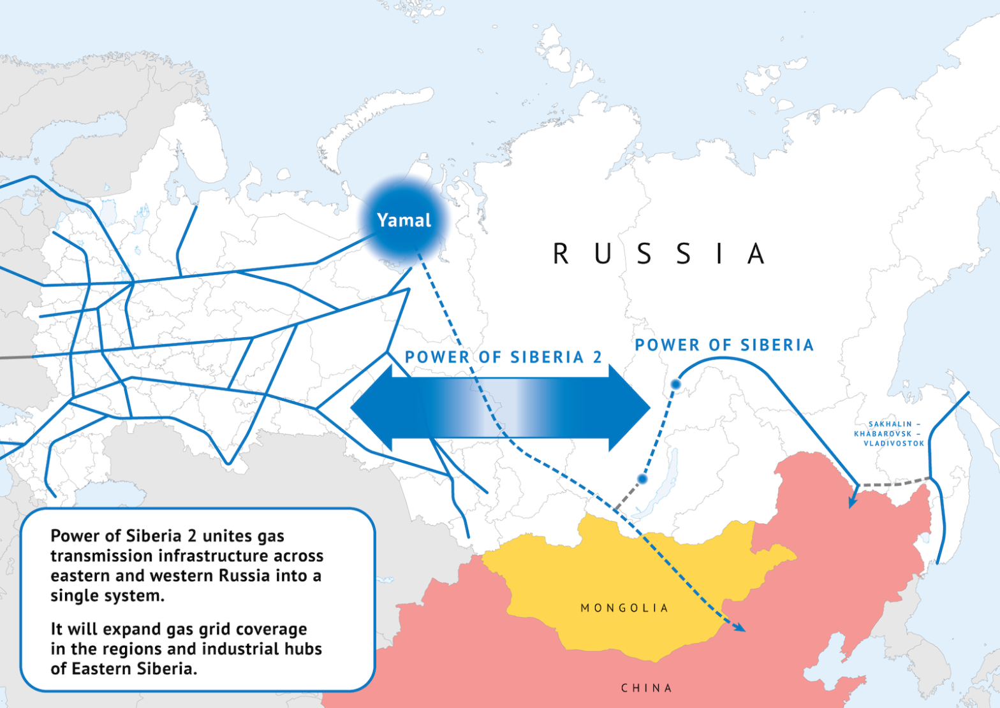 Yamal
RUSSIA
POWER OF SIBERIA
POWER OF SIBERIA 2
SAKHALIN –
KHABAROVSK –
VLADIVOSTOK
Power of Siberia 2 unites gas
transmission infrastructure across
eastern and western Russia into a
single system.
It will expand gas grid coverage
in the regions and industrial hubs
of Eastern Siberia.
MONGOLIA
CHINA